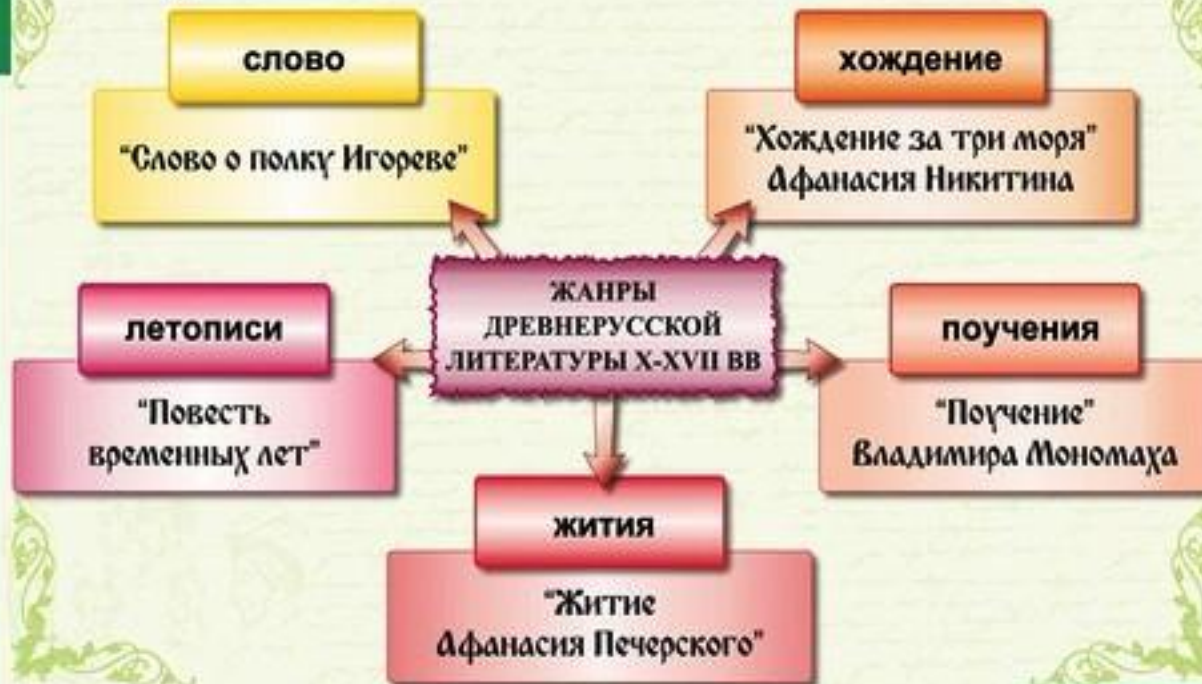 слово
"Слово о полку Игореве"
хождение
"Хождение за три моря"
Афанасия Никитина
ЖАНРЫ
ДРЕВНЕРУССКОЙ
ЛИТЕРАТУРЫ X-XVII ВВ
летописи
"Повесть
временных лет"
поучения
"Поучение"
Владимира Мономаха
жития
"Житие
Афанасия Печерского"